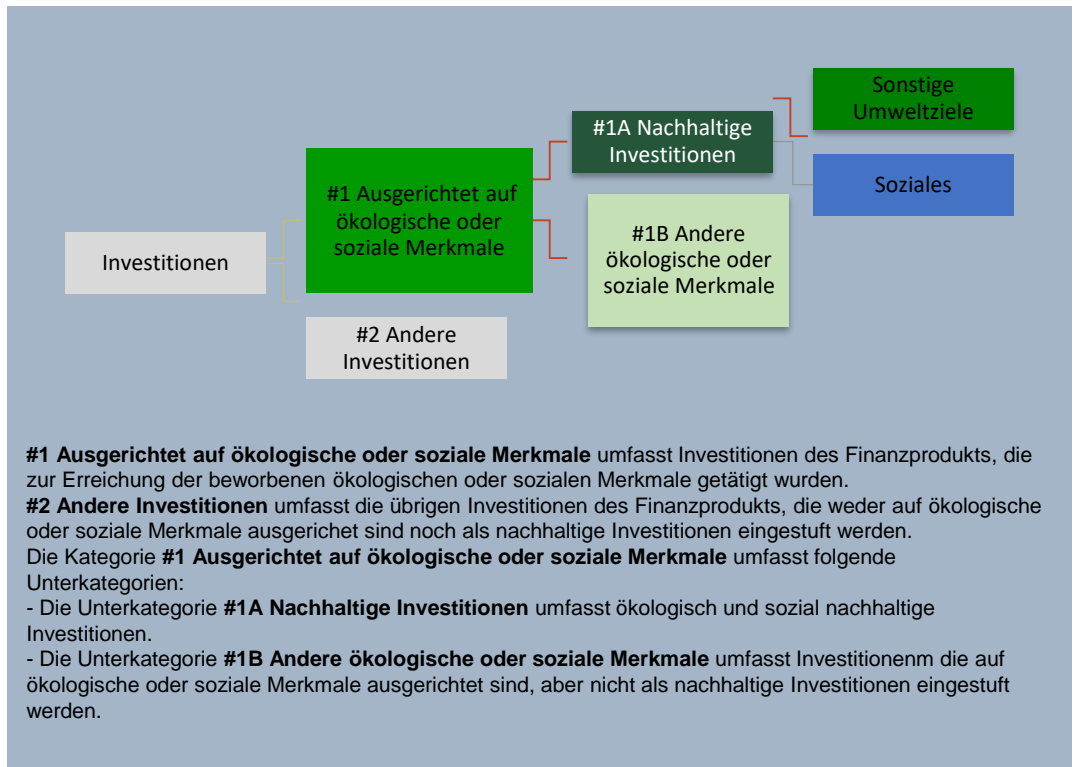 Sonstige
Umweltziele
#1A Nachhaltige
Investitionen
#1 Ausgerichtet auf
ökologische oder
soziale Merkmale
Soziales
#1B Andere
ökologische oder
soziale Merkmale
Investitionen
#2 Andere
Investitionen
#1 Ausgerichtet auf ökologische oder soziale Merkmale umfasst Investitionen des Finanzprodukts, die
zur Erreichung der beworbenen ökologischen oder sozialen Merkmale getätigt wurden.
#2 Andere Investitionen umfasst die übrigen Investitionen des Finanzprodukts, die weder auf ökologische
oder soziale Merkmale ausgerichet sind noch als nachhaltige Investitionen eingestuft werden.
Die Kategorie #1 Ausgerichtet auf ökologische oder soziale Merkmale umfasst folgende
Unterkategorien:
- Die Unterkategorie #1A Nachhaltige Investitionen umfasst ökologisch und sozial nachhaltige
Investitionen.
- Die Unterkategorie #1B Andere ökologische oder soziale Merkmale umfasst Investitionenm die auf
ökologische oder soziale Merkmale ausgerichtet sind, aber nicht als nachhaltige Investitionen eingestuft
werden.